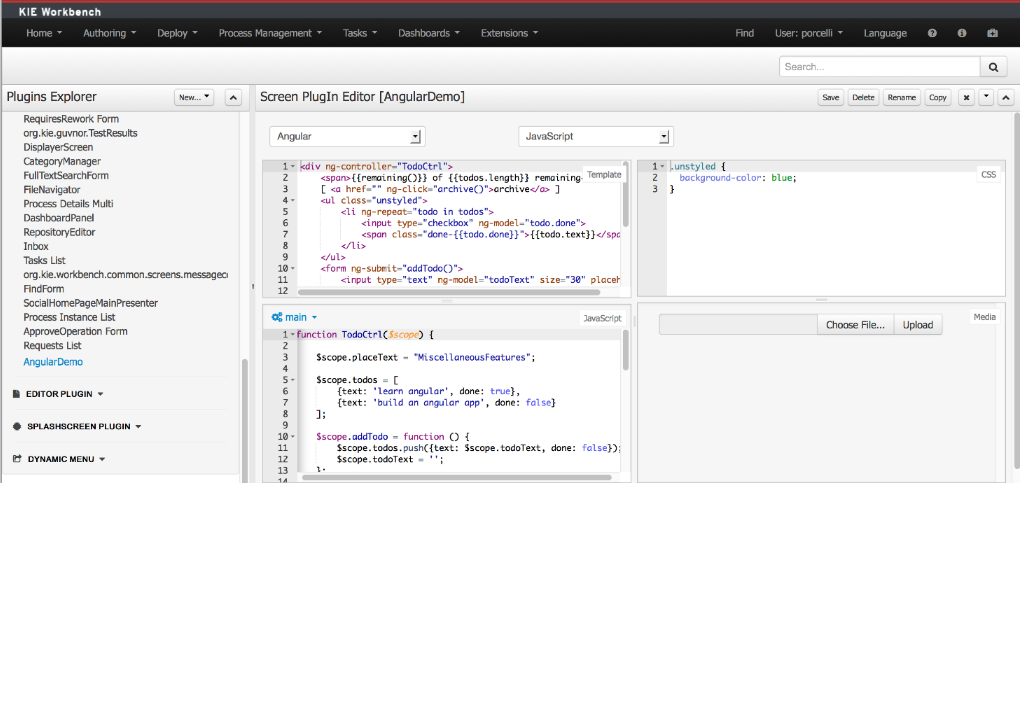 KIE Workbench
Home Authoring Deploy Process Management Tasks Dashboards Extensions Find User: porcelli Language
Search...
Plugins Explorer New...
RequiresRework Form
org.kie.guvnor.TestResults
DisplayerScreen
CategoryManager
FullTextSearchForm
FileNavigator
Process Details Multi
DashboardPanel
RepositoryEditor
Inbox
Tasks List
org.kie.workbench.common.screens.messagec
FindForm
SocialHomePageMainPresenter
Process Instance List
ApproveOperation Form
Requests List
AngularDemo
EDITOR PLUGIN
SPLASHSCREEN PLUGIN
DYNAMIC MENU
Screen PlugIn Editor [AngularDemo] Save Delete Rename Copy
Angular JavaScript
Template
1 <div ng-controller="TodoCtrl">
2 <span>{{remaining()}} of {{todos.length}} remaining
3 [ <a href="" ng-click="archive()">archive</a> ]
4 <ul class="unstyled">
5 <li ng-repeat="todo in todos">
6 <input type="checkbox" ng-model="todo.done">
7 <span class="done-{{todo.done}}">{{todo.text}}</spa
8 </li>
9 </ul>
10 <form ng-submit="addTodo()">
11 <input type="text" ng-model="todoText" size="30" placeh
12
CSS
1 .unstyled {
2 background-color: blue;
3 }
main JavaScript
1 function TodoCtrl($scope) {
2
3 $scope.placeText = "MiscellaneousFeatures";
4
5 $scope.todos = [
6 {text: 'learn angular', done: true},
7 {text: 'build an angular app', done: false}
8 ];
9
10 $scope.addTodo = function () {
11 $scope.todos.push({text: $scope.todoText, done: false});
12 $scope.todoText = '';
13 };
14
Choose File... Upload Media